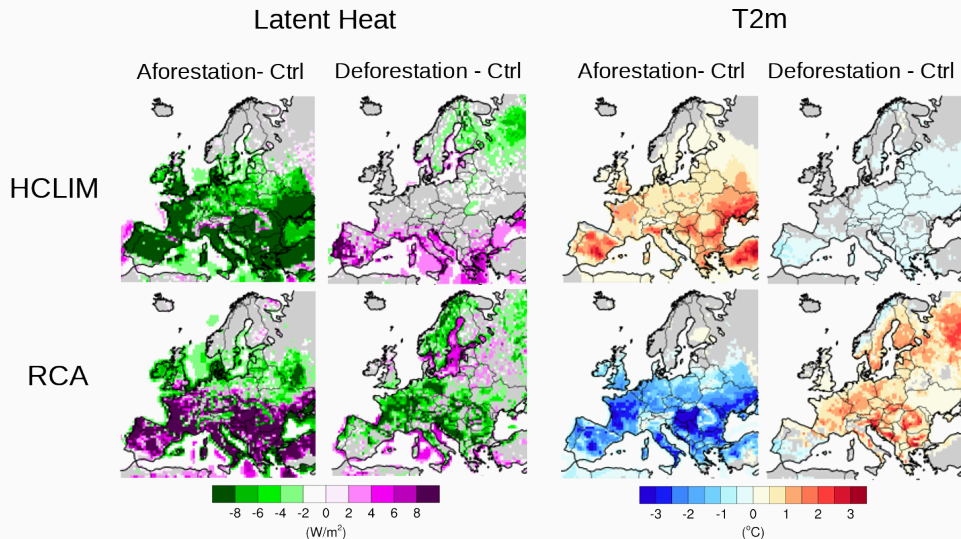 Latent Heat
T2m
Aforestation- Ctrl
Deforestation - Ctrl
Aforestation- Ctrl
Deforestation - Ctrl
HCLIM
RCA
-8 -6 -4 -2 0 2 4 6 8
(W/m²)
-3 -2 -1 0 1 2 3
(°C)